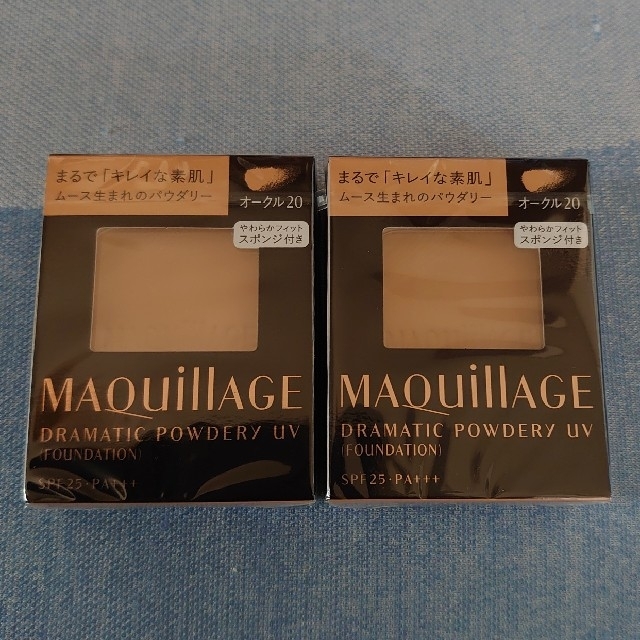 まるで「キレイな素肌」
ムース生まれのパウダリー
オークル20
やわらかフィット
スポンジ付き
MAQuillAGE
DRAMATIC POWDERY UV
(FOUNDATION)
SPF25・PA+++
まるで「キレイな素肌」
ムース生まれのパウダリー
オークル20
やわらかフィット
スポンジ付き
MAQuillAGE
DRAMATIC POWDERY UV
(FOUNDATION)
SPF25・PA+++